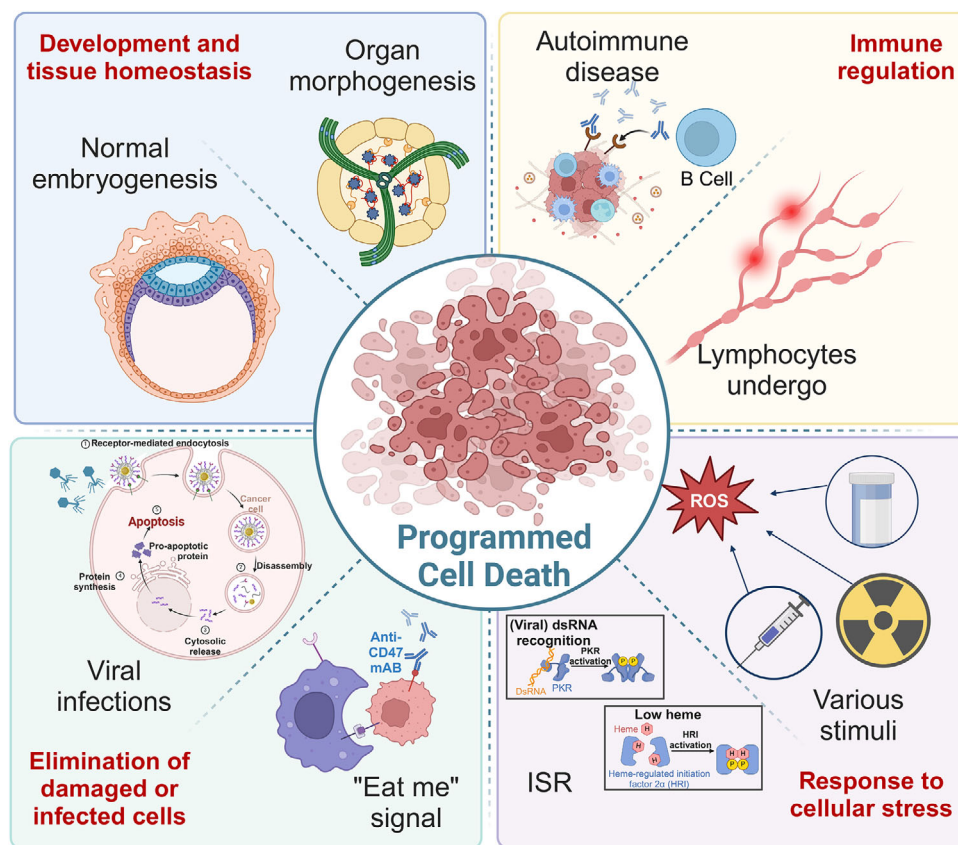 Development and
tissue homeostasis
Organ
morphogenesis
Normal
embryogenesis
Autoimmune
disease
B Cell
Immune
regulation
Lymphocytes
undergo
Programmed
Cell Death
1 Receptor-mediated endocytosis
Cancer
cell
2 Disassembly
3
Cytosolic
release
Protein 4
synthesis
Pro-apoptotic
protein
5
Apoptosis
Viral
infections
Anti-
CD47
mAB
"Eat me"
signal
Elimination of
damaged or
infected cells
ROS
Various
stimuli
(Viral) dsRNA
recognition
PKR
activation
DsRNA
PKR
P P
Low heme
Heme H
H
H
HRI
activation
H H
P P
Heme-regulated initiation
factor 2α (HRI)
ISR
Response to
cellular stress